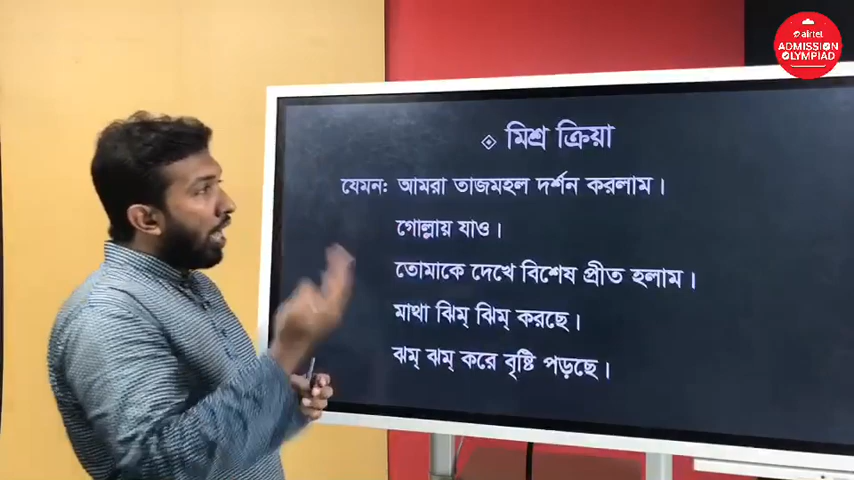 airtel
ADMISSION
OLYMPIAD
মিশ্র ক্রিয়া
যেমন: আমরা তাজমহল দর্শন করলাম।
গোল্লায় যাও।
তোমাকে দেখে বিশেষ প্রীত হলাম।
মাথা ঝিম্ ঝিম্ করছে।
ঝম্ ঝম্ করে বৃষ্টি পড়ছে।